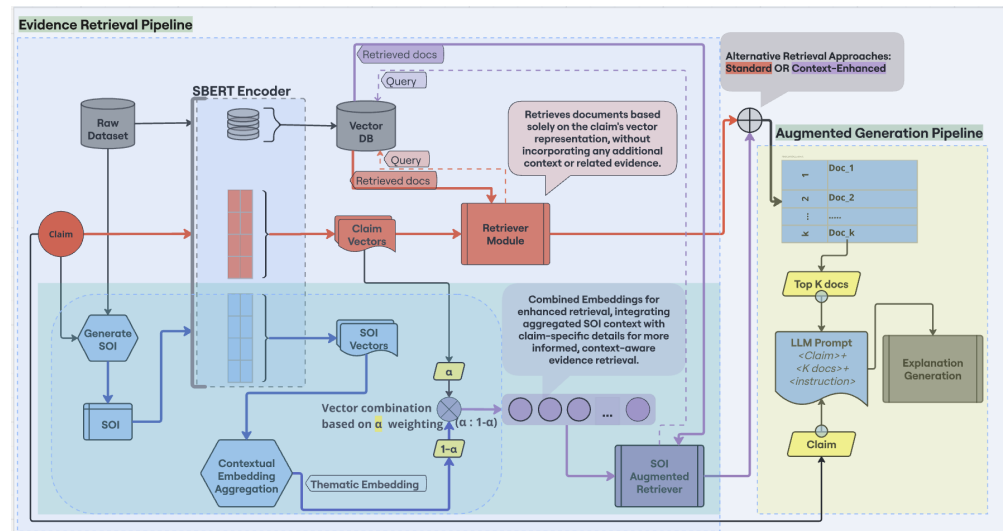 Evidence Retrieval Pipeline
Retrieved docs
Query
Alternative Retrieval Approaches:
Standard OR Context-Enhanced
SBERT Encoder
Raw
Dataset
Vector
DB
Retrieves documents based
solely on the claim's vector
representation, without
incorporating any additional
context or related evidence.
Augmented Generation Pipeline
Query
Retrieved docs
1 Doc_1
2 Doc_2
... .....
k Doc_k
Claim
Claim
Vectors
Retriever
Module
Top K docs
Generate
SOI
SOI
Vectors
Combined Embeddings for
enhanced retrieval, integrating
aggregated SOI context with
claim-specific details for more
informed, context-aware
evidence retrieval.
LLM Prompt
<Claim>+
<K docs>+
<instruction>
Explanation
Generation
α
SOI
Vector combination
based on α weighting
(α : 1-α)
...
1-α
Claim
Contextual
Embedding
Aggregation
Thematic Embedding
SOI
Augmented
Retriever